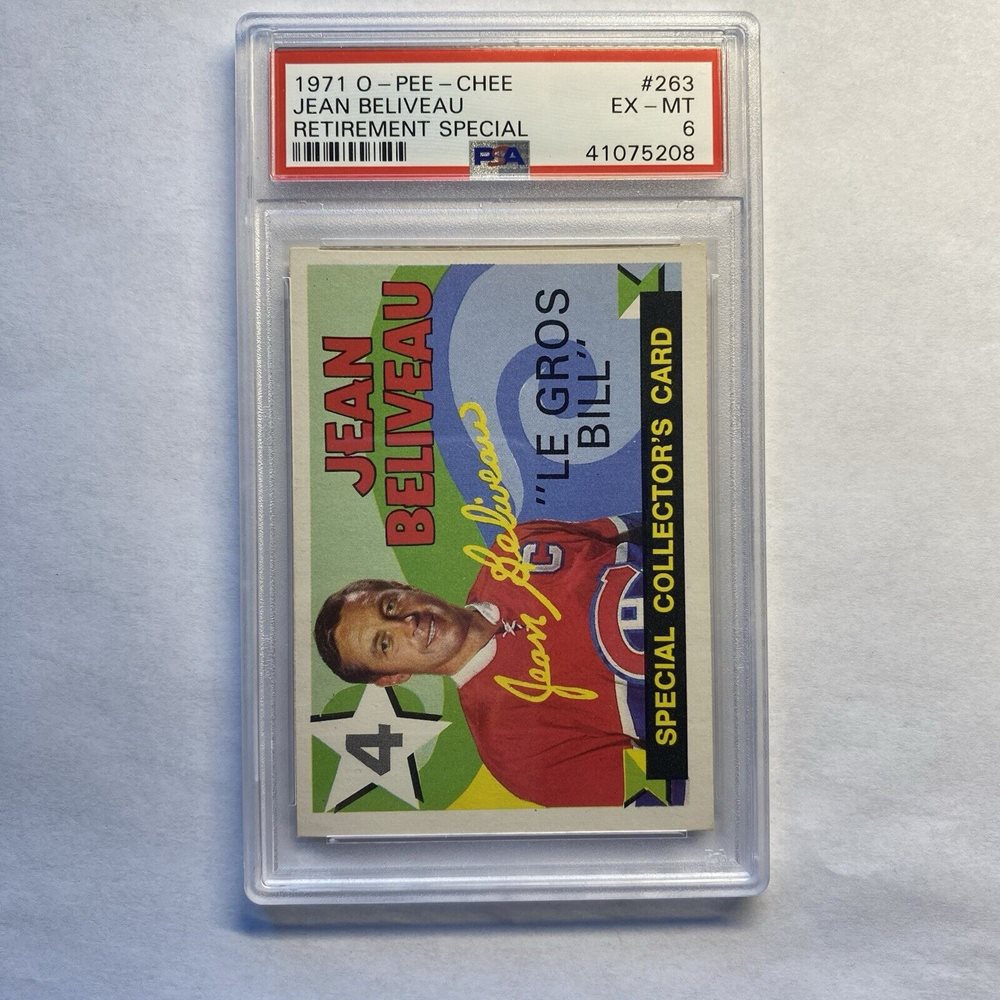 1971 O-PEE-CHEE #263
JEAN BELIVEAU EX-MT
RETIREMENT SPECIAL 6
PSA 41075208
JEAN
BELIVEAU
"LE GROS
BILL"
Jean Beliveau
C
H
4
SPECIAL COLLECTOR'S CARD